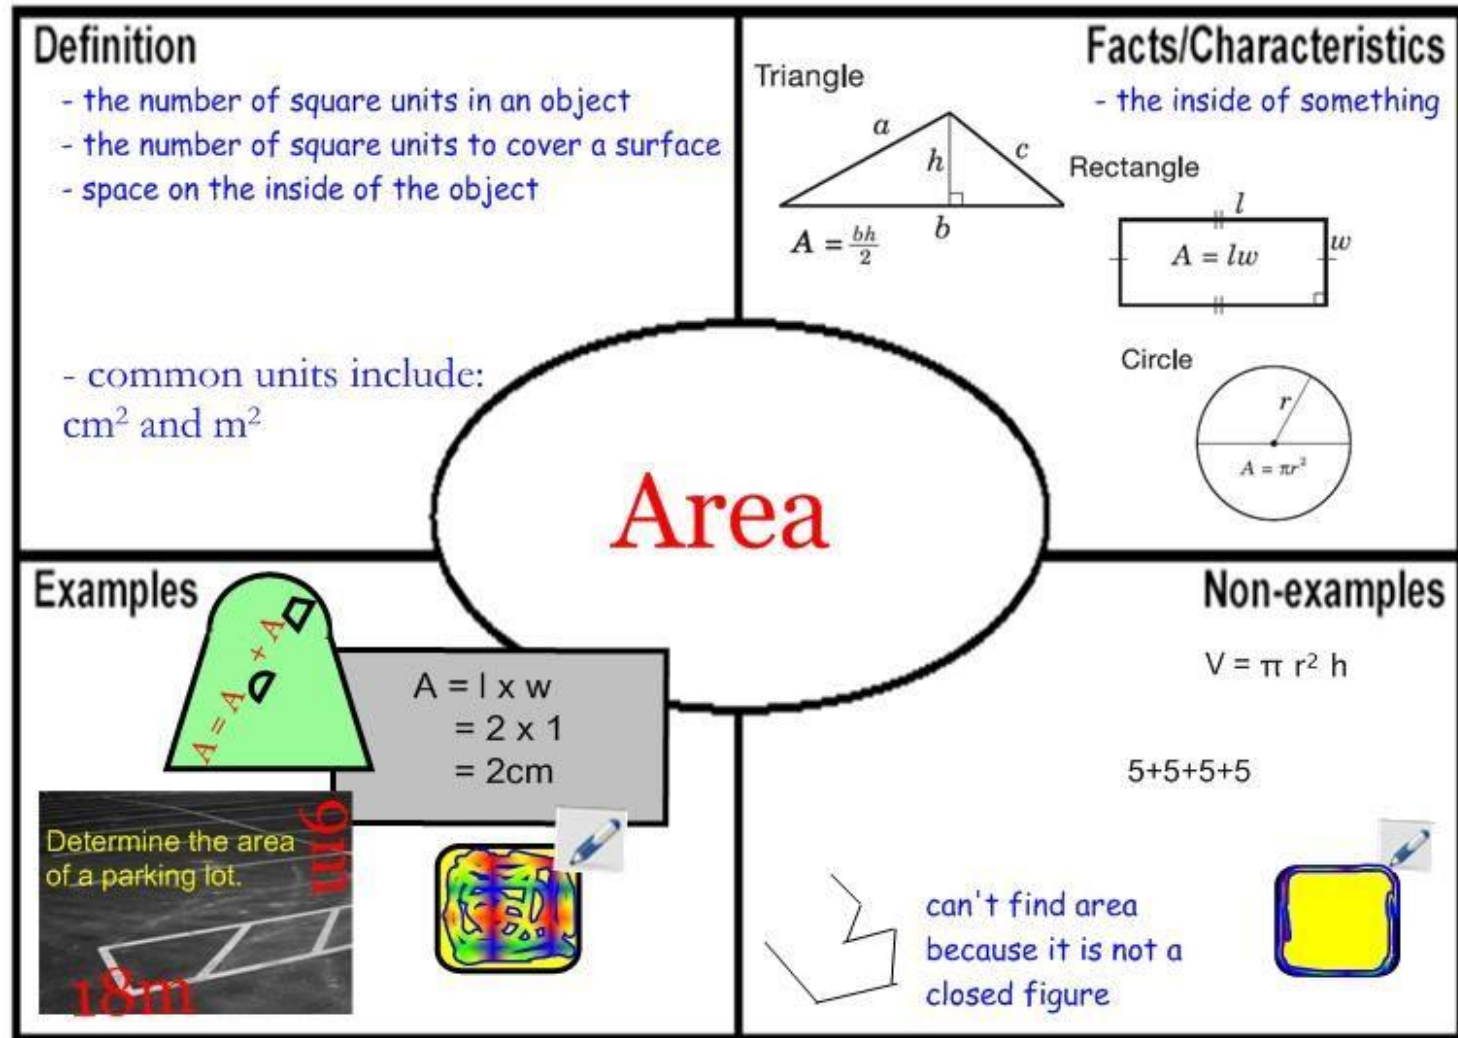 Definition
- the number of square units in an object
- the number of square units to cover a surface
- space on the inside of the object
- common units include:
cm² and m²
Facts/Characteristics
- the inside of something
Triangle
a
h
c
b
A = bh/2
Rectangle
l
w
A = lw
Circle
r
A = πr²
Area
Examples
A = A + A
A = l x w
= 2 x 1
= 2cm
Determine the area
of a parking lot.
9m
18m
Non-examples
V = π r² h
5+5+5+5
can't find area
because it is not a
closed figure